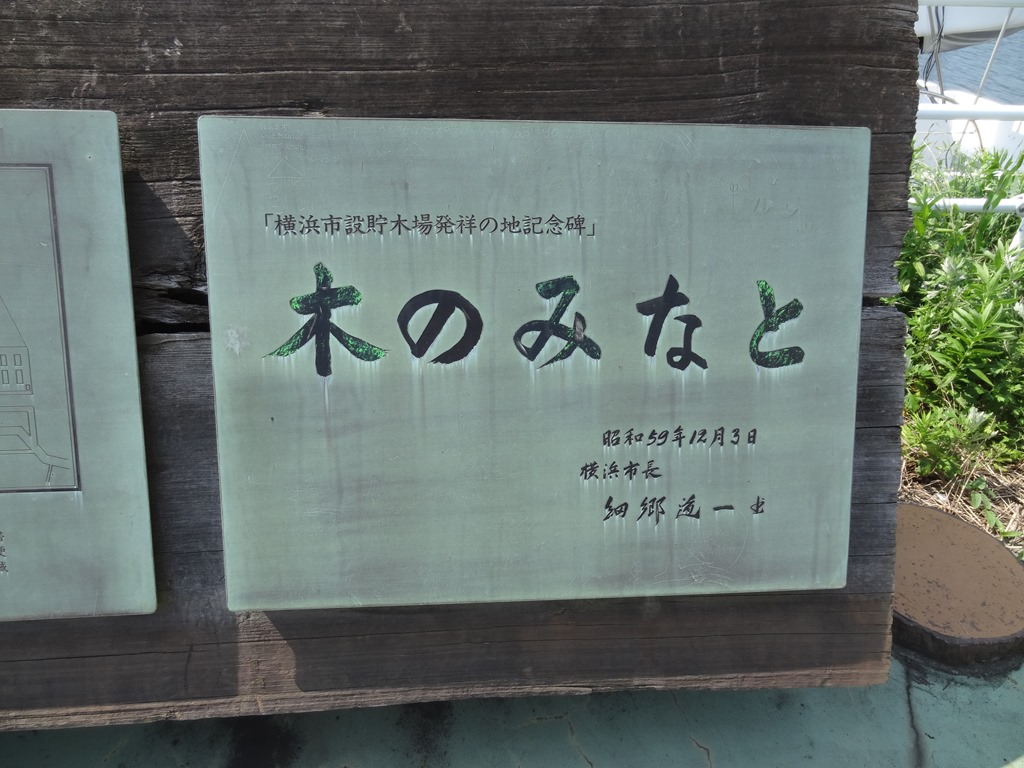 「横浜市設貯木場発祥の地記念碑」
木のみなと
昭和59年12月3日
横浜市長
細郷道一書